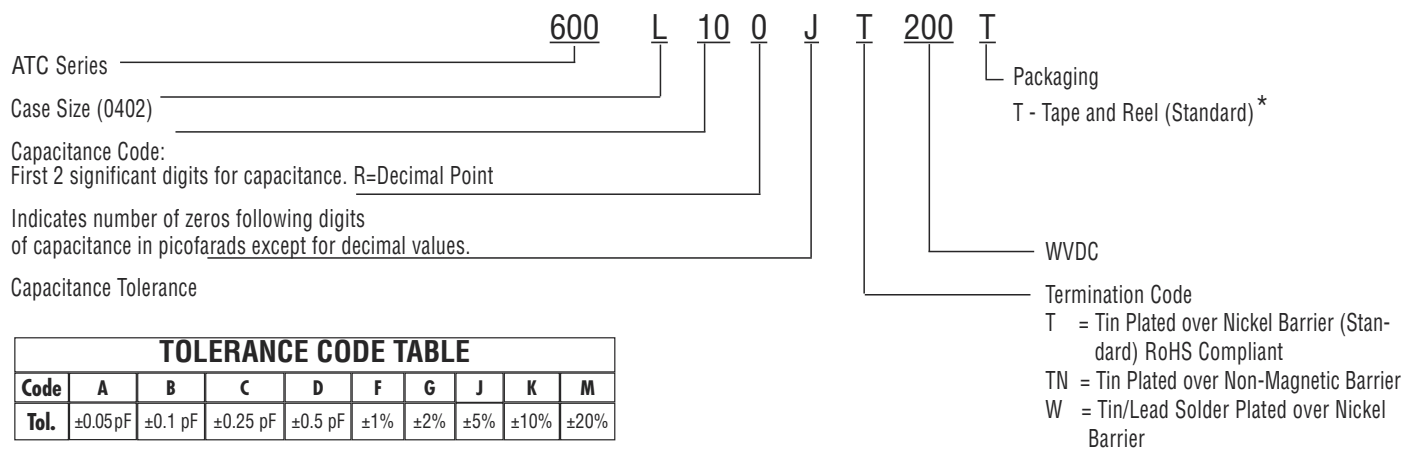 600 L 10 0 J T 200 T
ATC Series
Case Size (0402)
Capacitance Code:
First 2 significant digits for capacitance. R=Decimal Point
Indicates number of zeros following digits
of capacitance in picofarads except for decimal values.
Capacitance Tolerance
Packaging
T - Tape and Reel (Standard)*
WVDC
Termination Code
T = Tin Plated over Nickel Barrier (Stan-
dard) RoHS Compliant
TN = Tin Plated over Non-Magnetic Barrier
W = Tin/Lead Solder Plated over Nickel
Barrier
TOLERANCE CODE TABLE
Code A B C D F G J K M
Tol. ±0.05pF ±0.1 pF ±0.25 pF ±0.5 pF ±1% ±2% ±5% ±10% ±20%